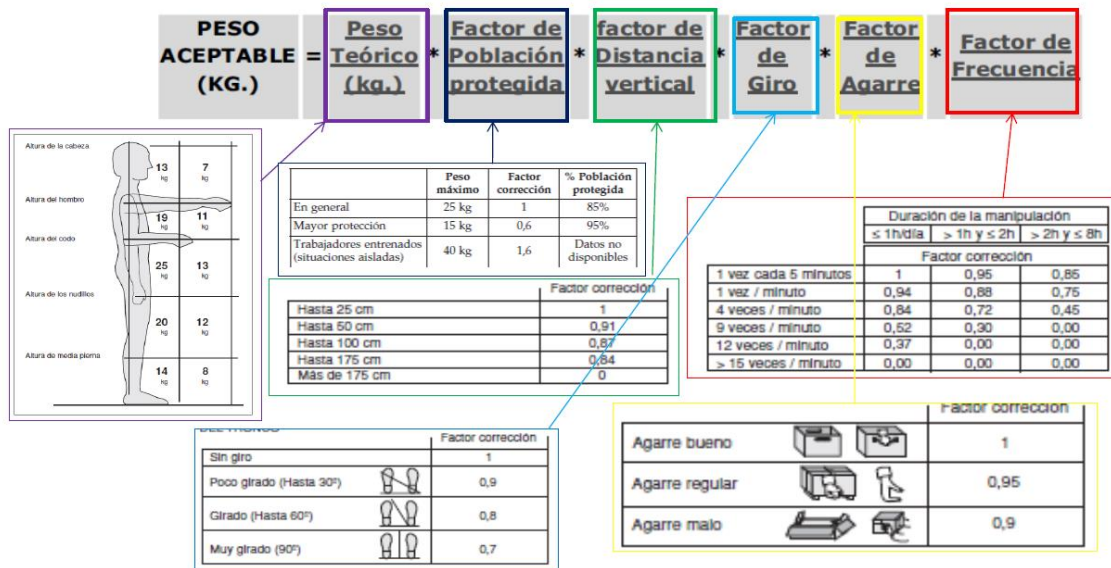 PESO ACEPTABLE (KG.) = Peso Teórico (kg.) * Factor de Población protegida * factor de Distancia vertical * Factor de Giro * Factor de Agarre * Factor de Frecuencia
Altura de la cabeza
13 kg 7 kg
Altura del hombro
19 kg 11 kg
Altura del codo
25 kg 13 kg
Altura de los nudillos
20 kg 12 kg
Altura de media pierna
14 kg 8 kg
Peso máximo Factor corrección % Población protegida
En general 25 kg 1 85%
Mayor protección 15 kg 0,6 95%
Trabajadores entrenados (situaciones aisladas) 40 kg 1,6 Datos no disponibles
Factor corrección
Hasta 25 cm 1
Hasta 50 cm 0,91
Hasta 100 cm 0,87
Hasta 175 cm 0,84
Más de 175 cm 0
Duración de la manipulación
≤ 1h/día > 1h y ≤ 2h > 2h y ≤ 8h
Factor corrección
1 vez cada 5 minutos 1 0,95 0,85
1 vez / minuto 0,94 0,88 0,75
4 veces / minuto 0,84 0,72 0,45
9 veces / minuto 0,52 0,30 0,00
12 veces / minuto 0,37 0,00 0,00
> 15 veces / minuto 0,00 0,00 0,00
DEL TRONCO
Factor corrección
Sin giro 1
Poco girado (Hasta 30º) 0,9
Girado (Hasta 60º) 0,8
Muy girado (90º) 0,7
Factor corrección
Agarre bueno 1
Agarre regular 0,95
Agarre malo 0,9